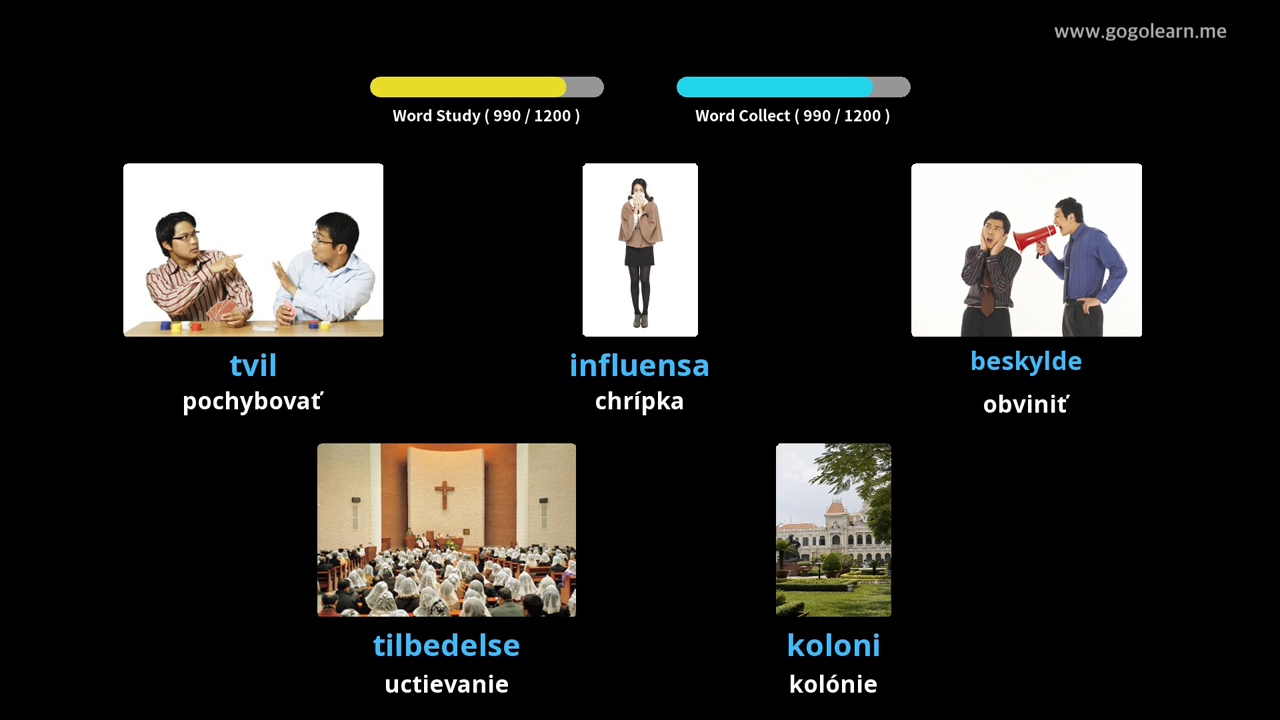 www.gogolearn.me
Word Study ( 990 / 1200 )
Word Collect ( 990 / 1200 )
tvil
pochybovať
influensa
chrípka
beskylde
obviniť
tilbedelse
uctievanie
koloni
kolónie